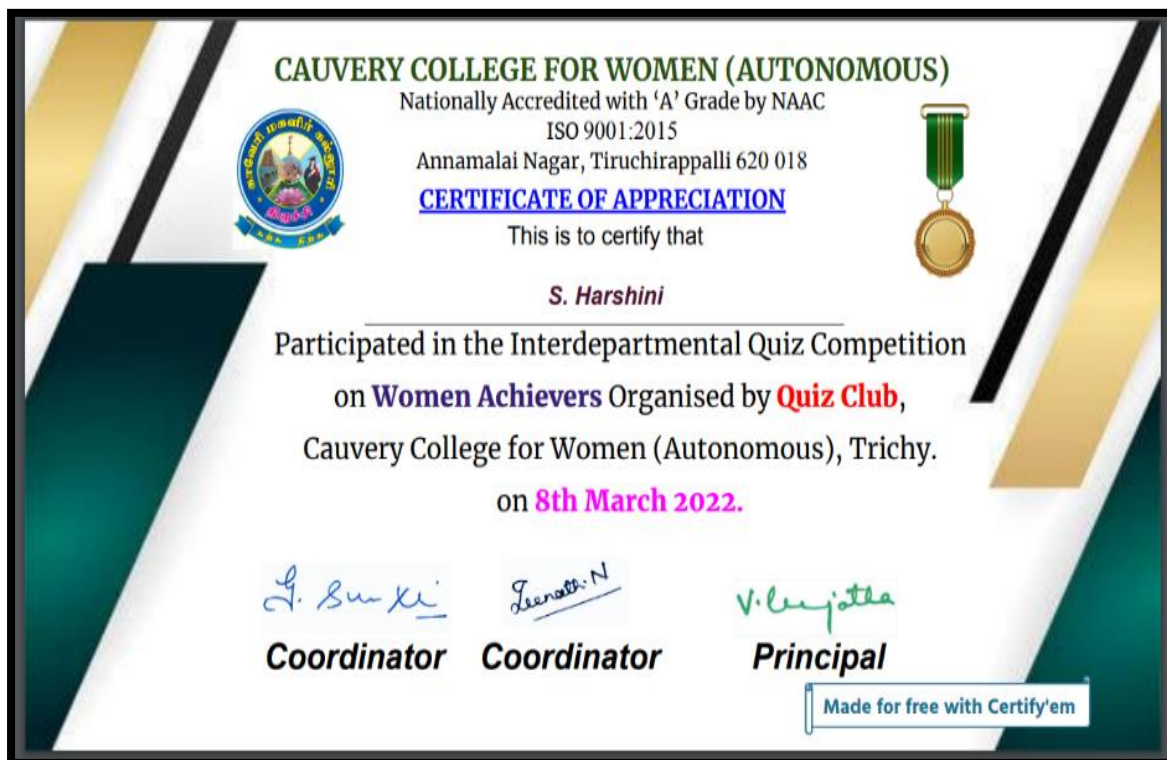 CAUVERY COLLEGE FOR WOMEN (AUTONOMOUS)
Nationally Accredited with ‘A’ Grade by NAAC
ISO 9001:2015
Annamalai Nagar, Tiruchirappalli 620 018
காவேரி மகளிர் கல்லூரி
திருச்சி
கற்க நிற்க
CERTIFICATE OF APPRECIATION
This is to certify that
S. Harshini
Participated in the Interdepartmental Quiz Competition
on Women Achievers Organised by Quiz Club,
Cauvery College for Women (Autonomous), Trichy.
on 8th March 2022.
Coordinator Coordinator Principal
Made for free with Certify'em